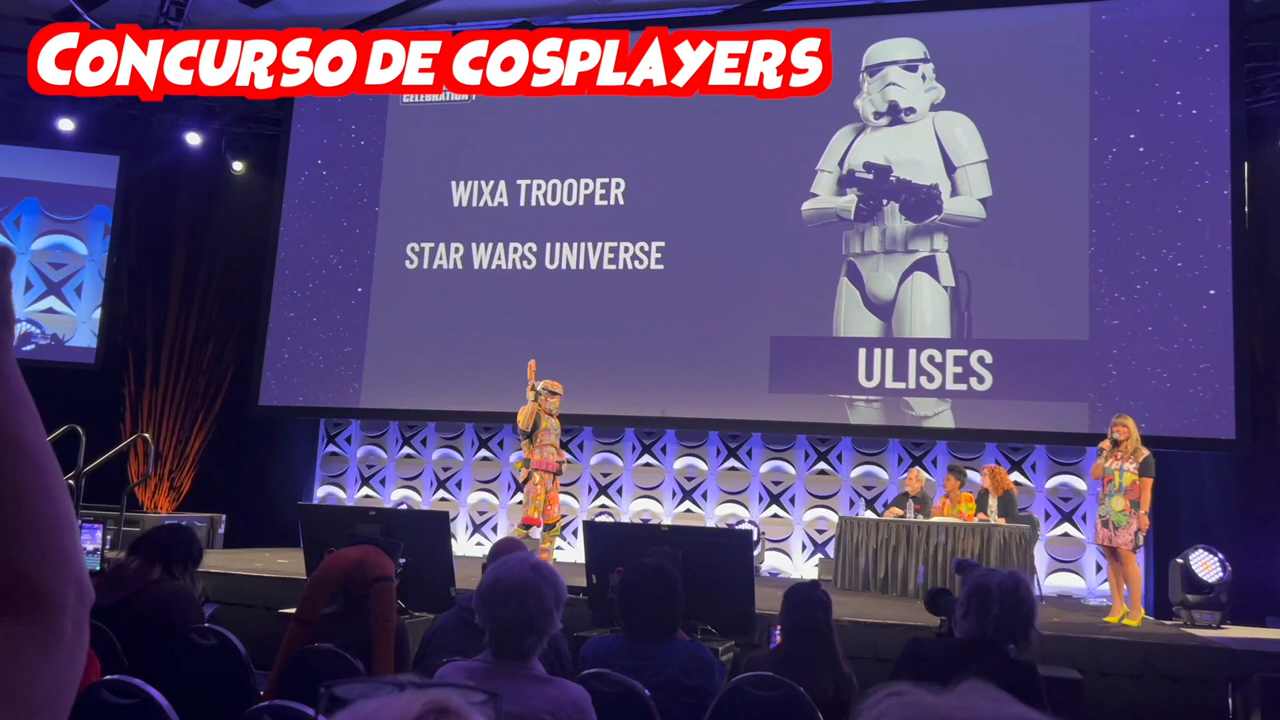 CONCURSO DE COSPLAYERS
CELEBRATION
WIXA TROOPER
STAR WARS UNIVERSE
ULISES